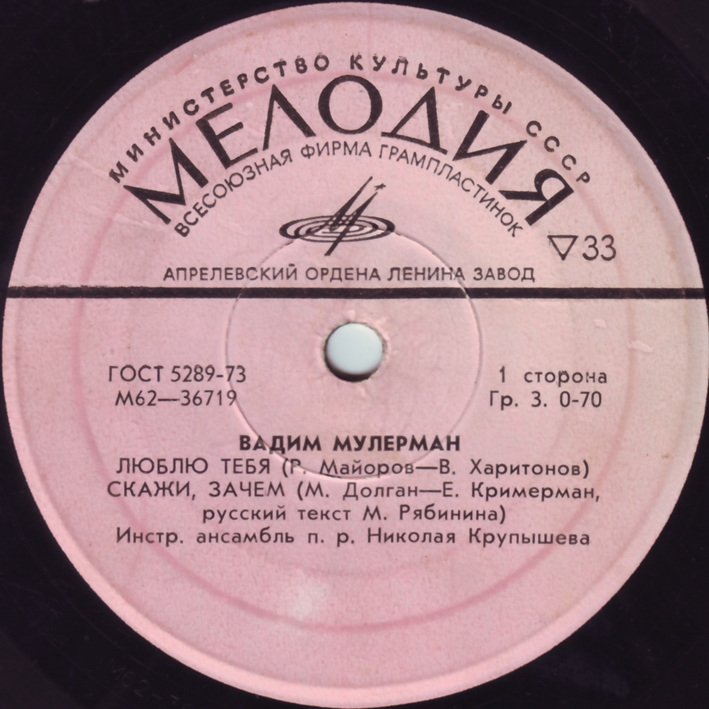 МИНИСТЕРСТВО КУЛЬТУРЫ СССР
МЕЛОДИЯ
ВСЕСОЮЗНАЯ ФИРМА ГРАМПЛАСТИНОК
▽33
АПРЕЛЕВСКИЙ ОРДЕНА ЛЕНИНА ЗАВОД
ГОСТ 5289-73 1 сторона
М62—36719 Гр. 3. 0-70
ВАДИМ МУЛЕРМАН
ЛЮБЛЮ ТЕБЯ (Р. Майоров—В. Харитонов)
СКАЖИ, ЗАЧЕМ (М. Долган—Е. Кримерман,
русский текст М. Рябинина)
Инстр. ансамбль п. р. Николая Крупышева